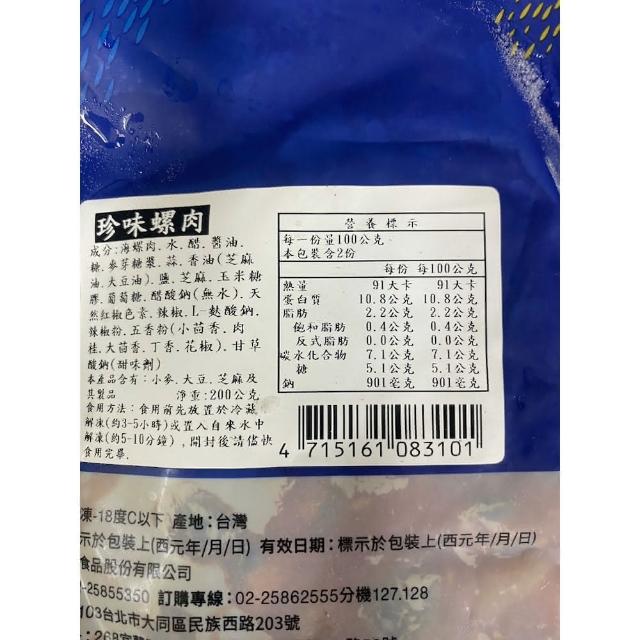 珍味螺肉
成分:海螺肉.水.醋.醬油.
糖.麥芽糖漿.蒜.香油(芝麻
油.大豆油).鹽.芝麻.玉米糖
膠.葡萄糖.醋酸鈉(無水).天
然紅椒色素.辣椒.L-麩酸鈉.
辣椒粉.五香粉(小茴香.肉
桂.大茴香.丁香.花椒).甘草
酸鈉(甜味劑)
本產品含有:小麥.大豆.芝麻及
其製品 淨重:200公克
食用方法:食用前先放置於冷藏
解凍(約3-5小時)或置入自來水中
解凍(約5-10分鐘),開封後請儘快
食用完畢.
營養標示
每一份量100公克
本包裝含2份
每份 每100公克
熱量 91大卡 91大卡
蛋白質 10.8公克 10.8公克
脂肪 2.2公克 2.2公克
飽和脂肪 0.4公克 0.4公克
反式脂肪 0.0公克 0.0公克
碳水化合物 7.1公克 7.1公克
糖 5.1公克 5.1公克
鈉 901毫克 901毫克
4 715161 083101
凍-18度C以下 產地:台灣
示於包裝上(西元年/月/日) 有效日期:標示於包裝上(西元年/月/日)
食品股份有限公司
-25855350 訂購專線:02-25862555分機127.128
103台北市大同區民族西路203號